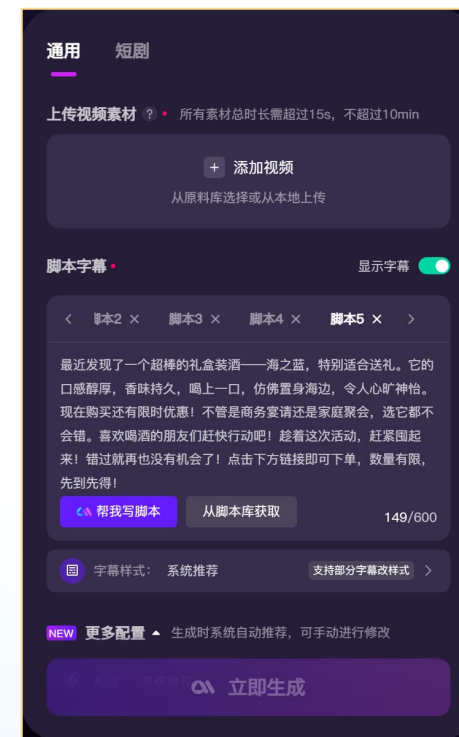 通用 短剧
上传视频素材 ? • 所有素材总时长需超过15s，不超过10min
+ 添加视频
从原料库选择或从本地上传
脚本字幕 • 显示字幕
< 本2 × 脚本3 × 脚本4 × 脚本5 × >
最近发现了一个超棒的礼盒装酒——海之蓝，特别适合送礼。它的
口感醇厚，香味持久，喝上一口，仿佛置身海边，令人心旷神怡。
现在购买还有限时优惠！不管是商务宴请还是家庭聚会，选它都不
会错。喜欢喝酒的朋友们赶快行动吧！趁着这次活动，赶紧囤起
来！错过就再也没有机会了！点击下方链接即可下单，数量有限，
先到先得！
帮我写脚本 从脚本库获取 149/600
字幕样式： 系统推荐 支持部分字幕改样式 >
NEW 更多配置 生成时系统自动推荐，可手动进行修改
立即生成